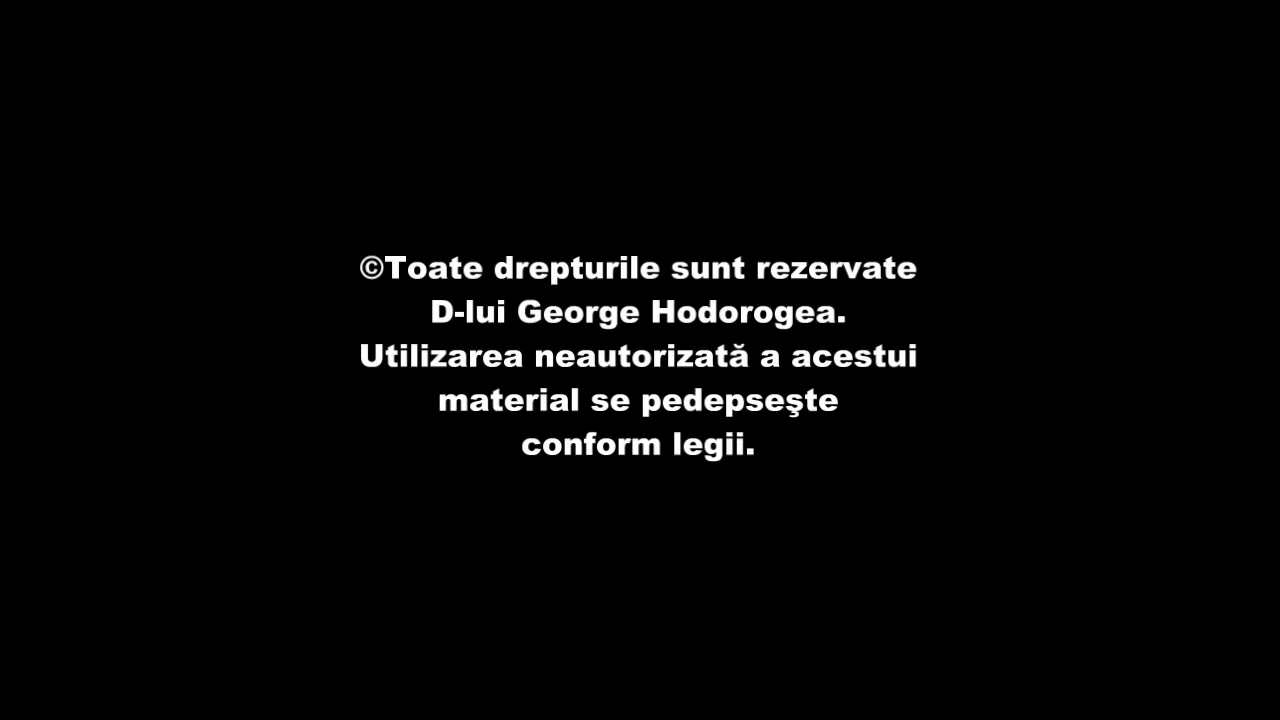 ©Toate drepturile sunt rezervate
D-lui George Hodorogea.
Utilizarea neautorizată a acestui
material se pedepseşte
conform legii.